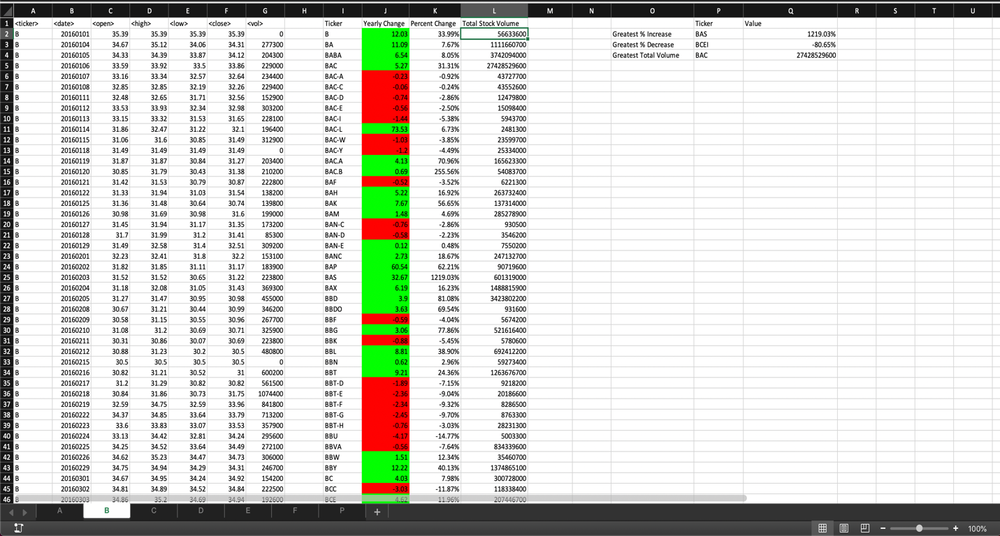 A B C D E F G H I J K L M N O P Q R S T U
1 <ticker> <date> <open> <high> <low> <close> <vol> Ticker Yearly Change Percent Change Total Stock Volume Ticker Value
2 B 20160101 35.39 35.39 35.39 35.39 0 B 12.03 33.99% 56633600 Greatest % Increase BAS 1219.03%
3 B 20160104 34.67 35.12 34.06 34.31 277300 BA 11.09 7.67% 1111660700 Greatest % Decrease BCEI -80.65%
4 B 20160105 34.33 34.39 33.87 34.12 204300 BABA 6.54 8.05% 3742094000 Greatest Total Volume BAC 27428529600
5 B 20160106 33.59 33.92 33.5 33.86 229000 BAC 5.27 31.31% 27428529600
6 B 20160107 33.16 33.34 32.57 32.64 234400 BAC-A -0.23 -0.92% 43727700
7 B 20160108 32.85 32.85 32.19 32.26 229400 BAC-C -0.06 -0.24% 43552600
8 B 20160111 32.48 32.65 31.71 32.56 152900 BAC-D -0.74 -2.86% 12479800
9 B 20160112 33.53 33.93 32.34 32.98 303200 BAC-E -0.56 -2.50% 15098400
10 B 20160113 33.15 33.32 31.53 31.65 228100 BAC-I -1.44 -5.38% 5943700
11 B 20160114 31.86 32.47 31.22 32.1 196400 BAC-L 73.53 6.73% 2481300
12 B 20160115 31.06 31.6 30.85 31.49 312900 BAC-W -1.03 -3.85% 23599700
13 B 20160118 31.49 31.49 31.49 31.49 0 BAC-Y -1.2 -4.49% 25334000
14 B 20160119 31.87 31.87 30.84 31.27 203400 BAC.A 4.13 70.96% 165623300
15 B 20160120 30.85 31.79 30.43 31.38 210200 BAC.B 0.69 255.56% 54083700
16 B 20160121 31.42 31.53 30.79 30.87 222800 BAF -0.52 -3.52% 6221300
17 B 20160122 31.33 31.94 31.03 31.54 138200 BAH 5.22 16.92% 263732400
18 B 20160125 31.36 31.48 30.64 30.74 139800 BAK 7.67 56.65% 137314000
19 B 20160126 30.98 31.69 30.98 31.6 199000 BAM 1.48 4.69% 285278900
20 B 20160127 31.45 31.94 31.17 31.35 173200 BAN-C -0.76 -2.86% 930500
21 B 20160128 31.7 31.99 31.2 31.41 85300 BAN-D -0.58 -2.23% 3546200
22 B 20160129 31.49 32.58 31.4 32.51 309200 BAN-E 0.12 0.48% 7550200
23 B 20160201 32.23 32.41 31.8 32.2 153100 BANC 2.73 18.67% 247132700
24 B 20160202 31.82 31.85 31.11 31.17 183900 BAP 60.54 62.21% 90719600
25 B 20160203 31.52 31.52 30.65 31.22 223800 BAS 32.67 1219.03% 601319000
26 B 20160204 31.18 32.08 31.05 31.43 369300 BAX 6.19 16.23% 1488815900
27 B 20160205 31.27 31.47 30.95 30.98 455000 BBD 3.9 81.08% 3423802200
28 B 20160208 30.67 31.21 30.44 30.99 346200 BBDO 3.63 69.54% 931600
29 B 20160209 30.58 31.15 30.55 30.96 267700 BBF -0.59 -4.04% 5674200
30 B 20160210 31.08 31.2 30.69 30.71 325900 BBG 3.06 77.86% 521616400
31 B 20160211 30.31 30.86 30.07 30.69 223800 BBK -0.88 -5.45% 5780600
32 B 20160212 30.88 31.23 30.2 30.5 480800 BBL 8.81 38.90% 692412200
33 B 20160215 30.5 30.5 30.5 30.5 0 BBN 0.62 2.96% 59273400
34 B 20160216 30.82 31.21 30.52 31 600200 BBT 9.21 24.36% 1263676700
35 B 20160217 31.2 31.29 30.82 30.82 561500 BBT-D -1.89 -7.15% 9218200
36 B 20160218 30.84 31.86 30.73 31.75 1074400 BBT-E -2.36 -9.04% 20186600
37 B 20160219 32.59 34.75 32.59 33.96 841800 BBT-F -2.34 -9.32% 8286500
38 B 20160222 34.37 34.85 33.64 33.79 713200 BBT-G -2.45 -9.70% 8763300
39 B 20160223 33.6 33.83 33.07 33.53 357900 BBT-H -0.76 -3.03% 28231300
40 B 20160224 33.13 34.42 32.81 34.24 295600 BBU -4.17 -14.77% 5003300
41 B 20160225 34.25 34.52 33.64 34.49 272100 BBVA -0.56 -7.64% 834339600
42 B 20160226 34.62 35.23 34.47 34.73 306000 BBW 1.51 12.34% 35460700
43 B 20160229 34.75 34.94 34.29 34.31 246700 BBY 12.22 40.13% 1374865100
44 B 20160301 34.67 34.95 34.24 34.92 154200 BC 4.03 7.98% 300728000
45 B 20160302 34.81 34.89 34.52 34.84 222500 BCC -3.03 -11.87% 118338400
46 B 20160303 34.86 35.2 34.69 34.94 192600 BCE 4.62 11.96% 207446700
A B C D E F P +
100%